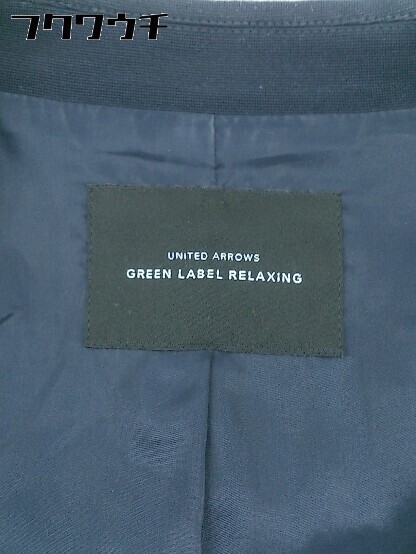 フクワウチ
UNITED ARROWS
GREEN LABEL RELAXING